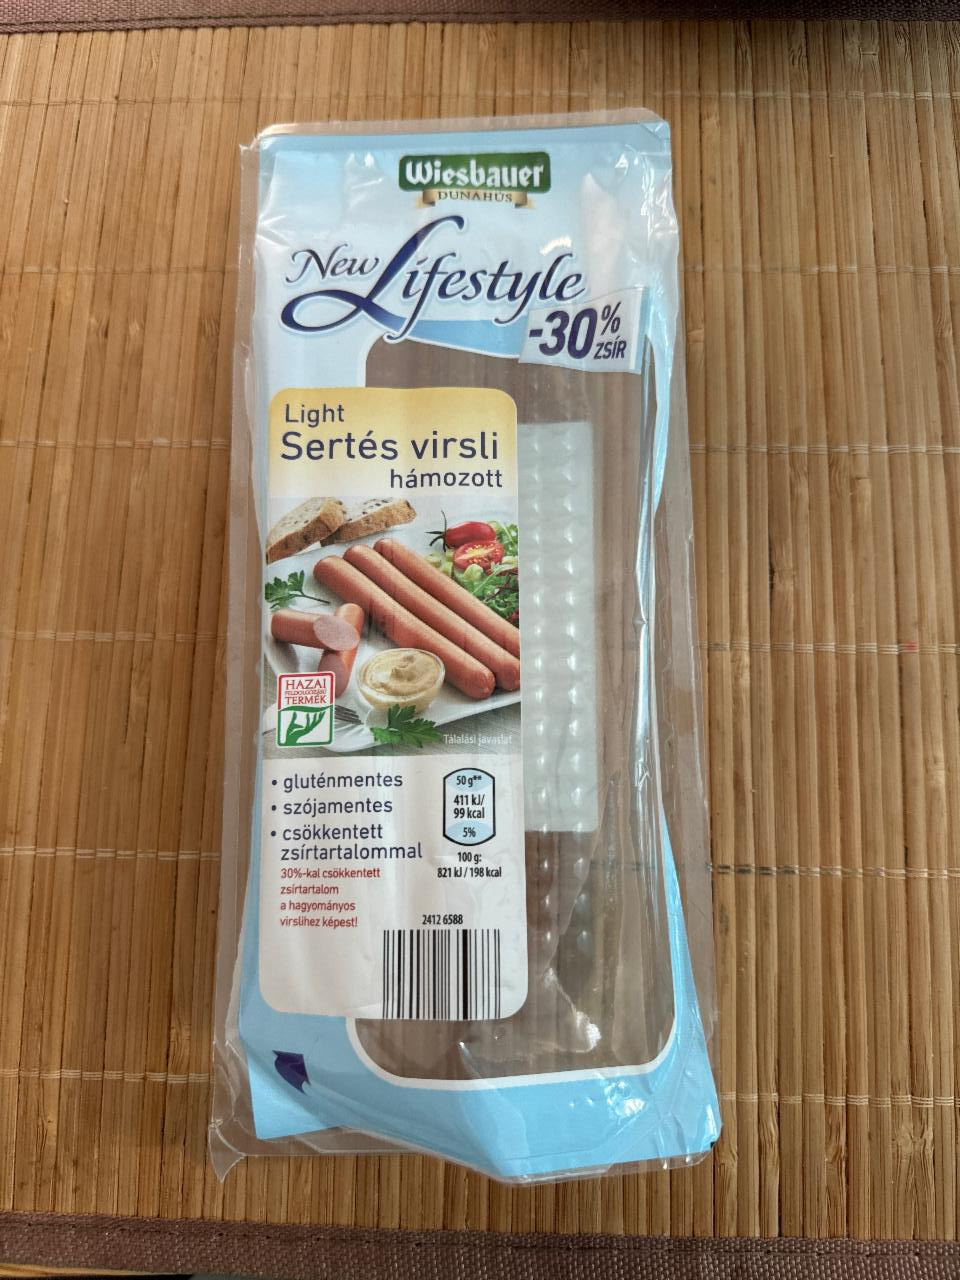 Wiesbauer
DUNAHÚS
New Lifestyle
-30%
ZSÍR
Light
Sertés virsli
hámozott
HAZAI
FELDOLGOZÁSÚ
TERMÉK
Tálalási javaslat
• gluténmentes
• szójamentes
• csökkentett
zsírtartalommal
30%-kal csökkentett
zsírtartalom
a hagyományos
virslihez képest!
50 g**
411 kJ/
99 kcal
5%
100 g:
821 kJ / 198 kcal
2412 6588